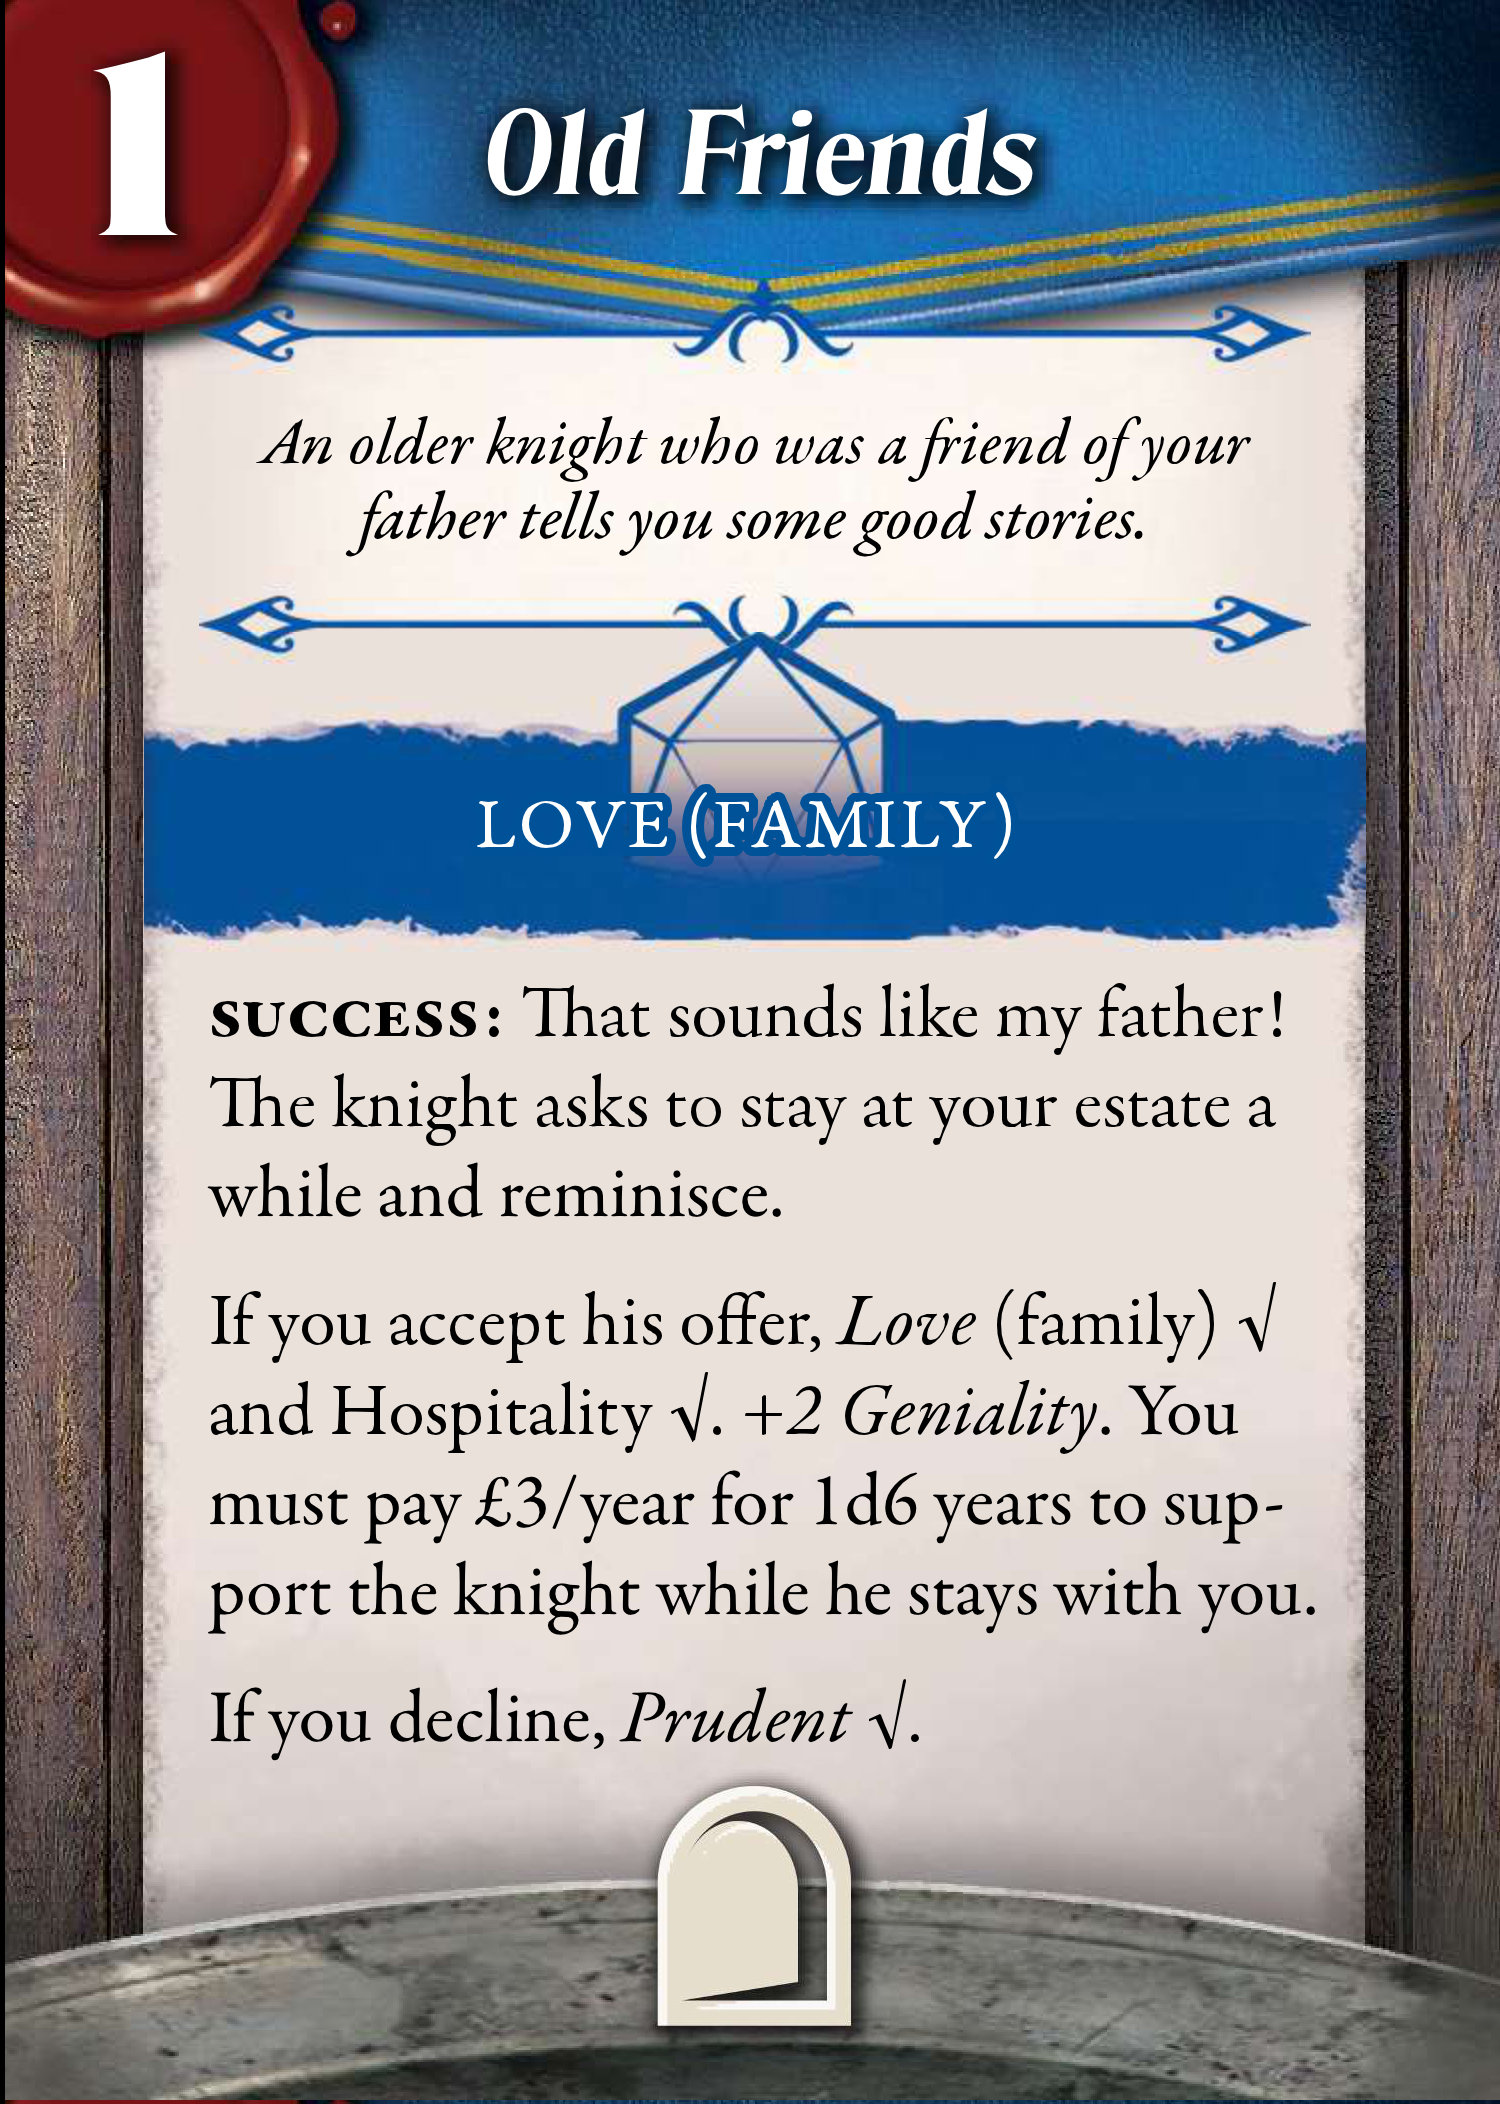 1
Old Friends
An older knight who was a friend of your
father tells you some good stories.
LOVE (FAMILY)
SUCCESS: That sounds like my father!
The knight asks to stay at your estate a
while and reminisce.
If you accept his offer, Love (family) √
and Hospitality √. +2 Geniality. You
must pay £3/year for 1d6 years to sup-
port the knight while he stays with you.
If you decline, Prudent √.